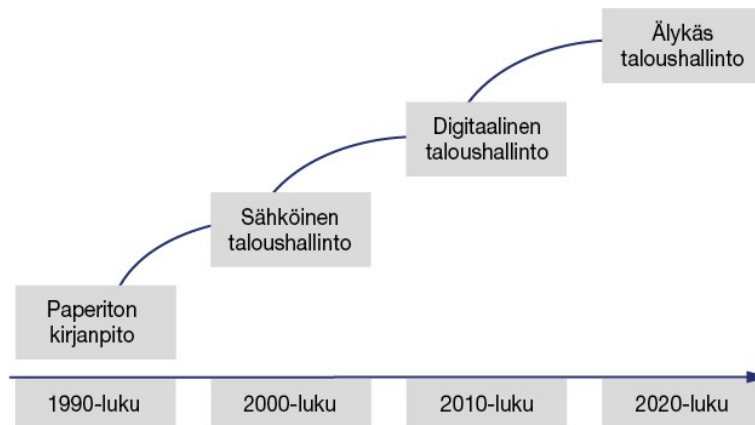 Älykäs
taloushallinto
Digitaalinen
taloushallinto
Sähköinen
taloushallinto
Paperiton
kirjanpito
1990-luku
2000-luku
2010-luku
2020-luku